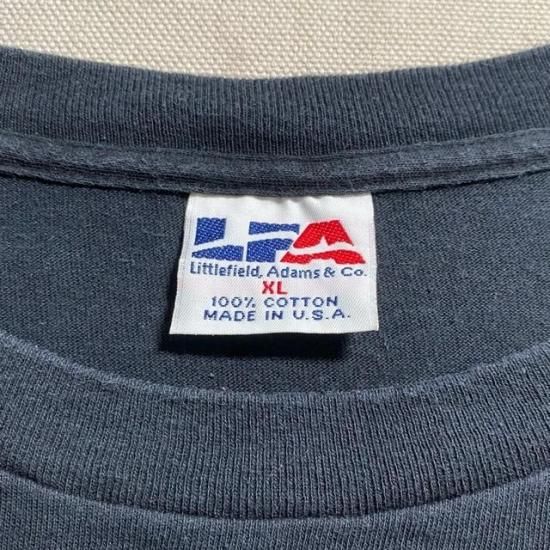 LFA
Littlefield, Adams & Co.
XL
100% COTTON
MADE IN U.S.A.